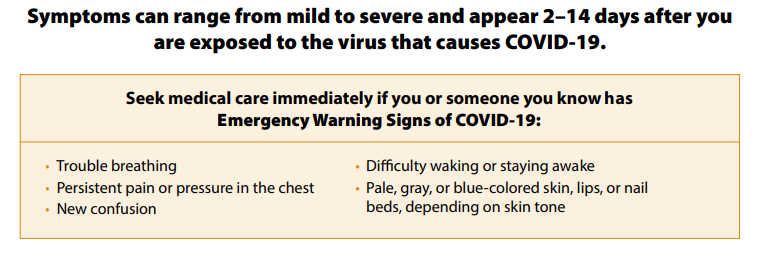 Symptoms can range from mild to severe and appear 2–14 days after you
are exposed to the virus that causes COVID-19.
Seek medical care immediately if you or someone you know has
Emergency Warning Signs of COVID-19:
• Trouble breathing
• Persistent pain or pressure in the chest
• New confusion
• Difficulty waking or staying awake
• Pale, gray, or blue-colored skin, lips, or nail
beds, depending on skin tone